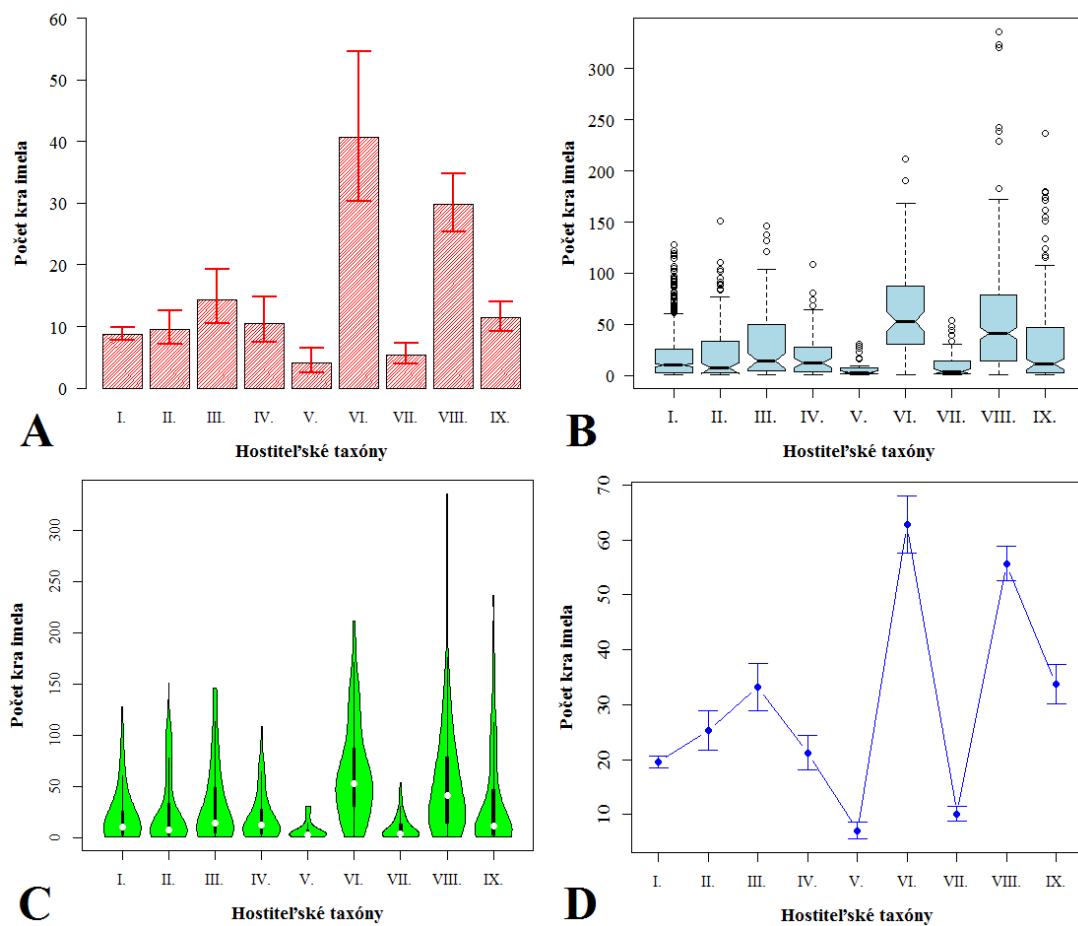 60
50
40
30
20
10
0
Počet kra imela
I. II. III. IV. V. VI. VII. VIII. IX.
Hostiteľské taxóny
A
300
250
200
150
100
50
0
Počet kra imela
I. II. III. IV. V. VI. VII. VIII. IX.
Hostiteľské taxóny
B
300
250
200
150
100
50
0
Počet kra imela
I. II. III. IV. V. VI. VII. VIII. IX.
Hostiteľské taxóny
C
70
60
50
40
30
20
10
Počet kra imela
I. II. III. IV. V. VI. VII. VIII. IX.
Hostiteľské taxóny
D